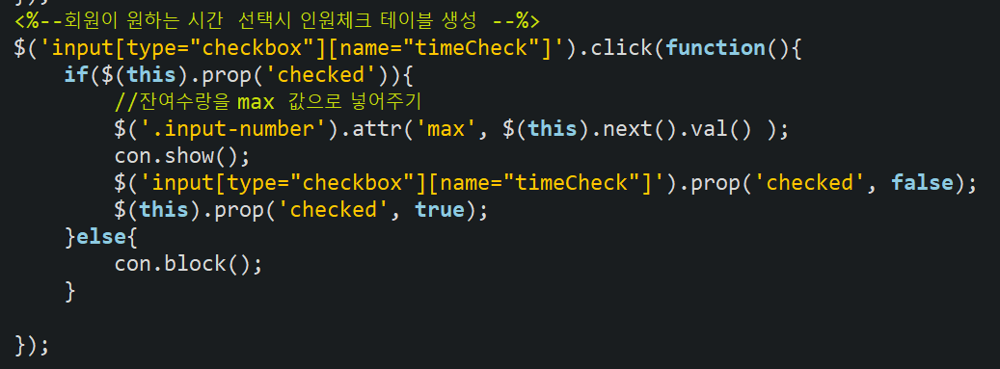 });
<%--회원이 원하는 시간 선택시 인원체크 테이블 생성 --%>
$('input[type="checkbox"][name="timeCheck"]').click(function(){
if($(this).prop('checked')){
//잔여수량을 max 값으로 넣어주기
$('.input-number').attr('max', $(this).next().val() );
con.show();
$('input[type="checkbox"][name="timeCheck"]').prop('checked', false);
$(this).prop('checked', true);
}else{
con.block();
}
});